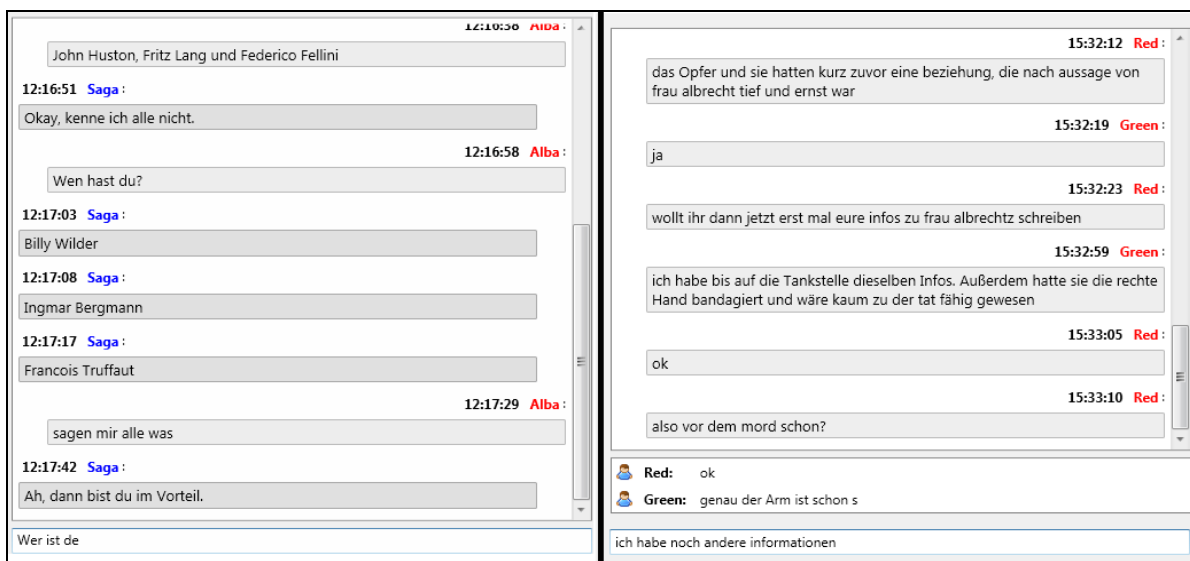 12:16:38 Alba:
John Huston, Fritz Lang und Federico Fellini
12:16:51 Saga:
Okay, kenne ich alle nicht.
12:16:58 Alba:
Wen hast du?
12:17:03 Saga:
Billy Wilder
12:17:08 Saga:
Ingmar Bergmann
12:17:17 Saga:
Francois Truffaut
12:17:29 Alba:
sagen mir alle was
12:17:42 Saga:
Ah, dann bist du im Vorteil.
Wer ist de
15:32:12 Red:
das Opfer und sie hatten kurz zuvor eine beziehung, die nach aussage von
frau albrecht tief und ernst war
15:32:19 Green:
ja
15:32:23 Red:
wollt ihr dann jetzt erst mal eure infos zu frau albrechtz schreiben
15:32:59 Green:
ich habe bis auf die Tankstelle dieselben Infos. Außerdem hatte sie die rechte
Hand bandagiert und wäre kaum zu der tat fähig gewesen
15:33:05 Red:
ok
15:33:10 Red:
also vor dem mord schon?
Red: ok
Green: genau der Arm ist schon s
ich habe noch andere informationen